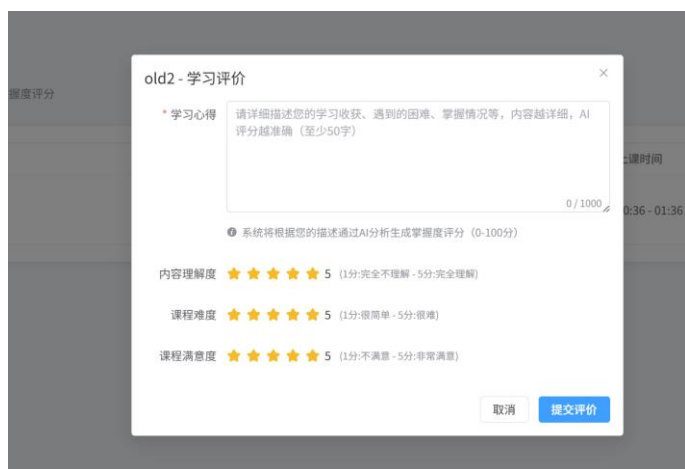 old2 - 学习评价
×
握度评分
* 学习心得
请详细描述您的学习收获、遇到的困难、掌握情况等，内容越详细，AI
评分越准确（至少50字）
上课时间
0 / 1000
0:36 - 01:36
系统将根据您的描述通过AI分析生成掌握度评分（0-100分）
内容理解度 5 (1分:完全不理解 - 5分:完全理解)
课程难度 5 (1分:很简单 - 5分:很难)
课程满意度 5 (1分:不满意 - 5分:非常满意)
取消 提交评价